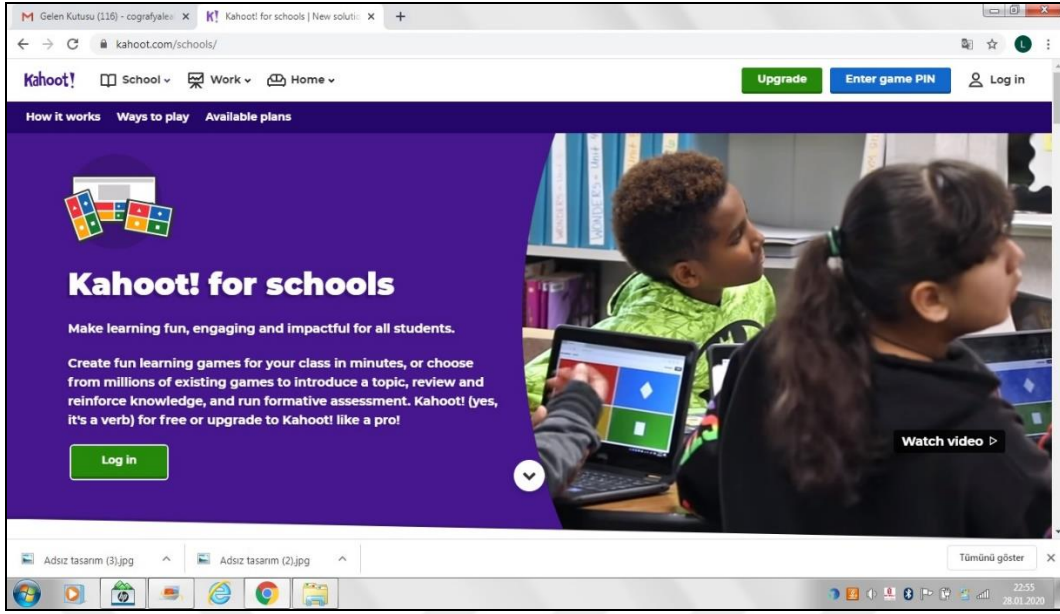 Gelen Kutusu (116) - cografyalea
Kahoot! for schools | New solutio
kahoot.com/schools/
Kahoot!
School
Work
Home
Upgrade
Enter game PIN
Log in
How it works
Ways to play
Available plans
Kahoot! for schools
Make learning fun, engaging and impactful for all students.
Create fun learning games for your class in minutes, or choose
from millions of existing games to introduce a topic, review and
reinforce knowledge, and run formative assessment. Kahoot! (yes,
it's a verb) for free or upgrade to Kahoot! like a pro!
Log in
WONDERS - Unit
WONDERS - Unit
Watch video
Adsız tasarım (3).jpg
Adsız tasarım (2).jpg
Tümünü göster
22:55
28.01.2020